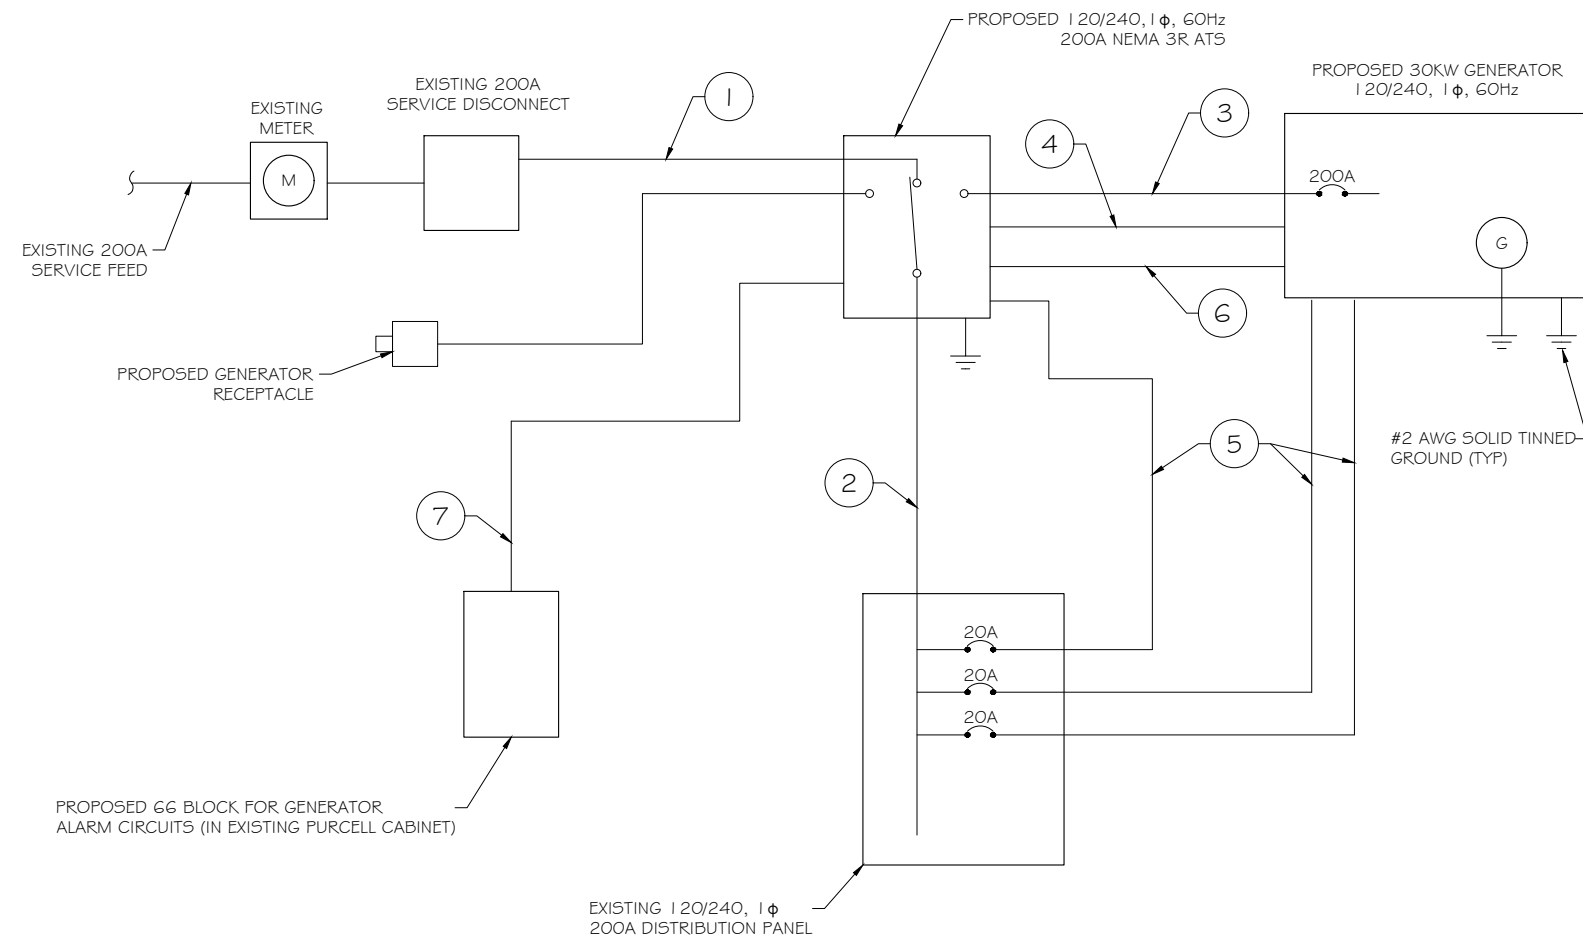 PROPOSED 120/240,1ϕ, 60Hz
200A NEMA 3R ATS
PROPOSED 30KW GENERATOR
120/240, 1ϕ, 60Hz
EXISTING 200A
SERVICE DISCONNECT
1
EXISTING
METER
3
4
M
200A
EXISTING 200A
SERVICE FEED
G
6
PROPOSED GENERATOR
RECEPTACLE
#2 AWG SOLID TINNED
GROUND (TYP)
5
2
7
20A
20A
20A
PROPOSED 66 BLOCK FOR GENERATOR
ALARM CIRCUITS (IN EXISTING PURCELL CABINET)
EXISTING 120/240, 1ϕ
200A DISTRIBUTION PANEL